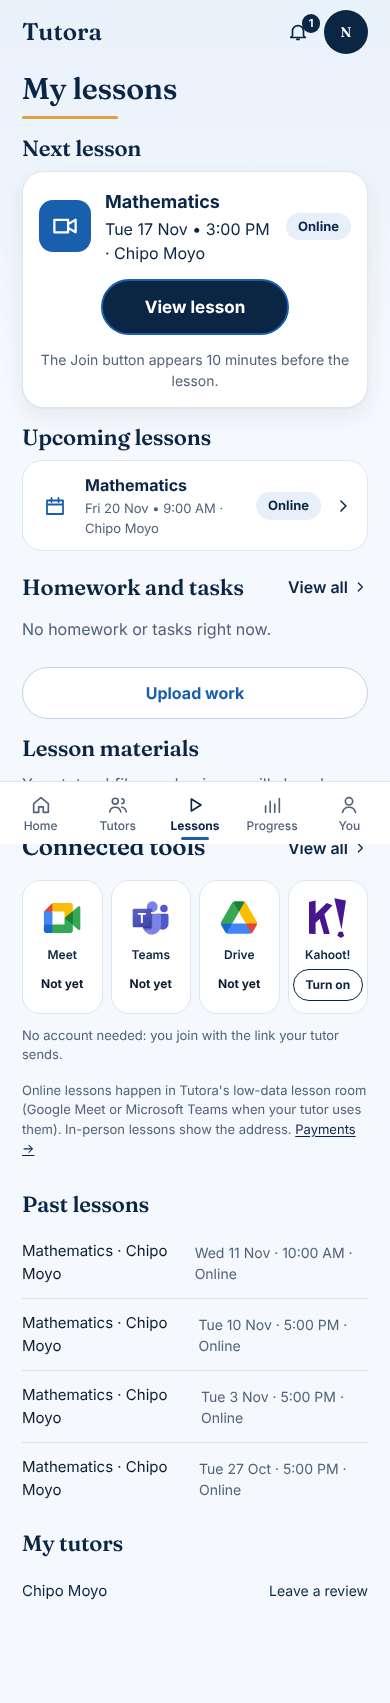 Tutora
1
N
My lessons
Next lesson
Mathematics
Tue 17 Nov • 3:00 PM
· Chipo Moyo
Online
View lesson
The Join button appears 10 minutes before the
lesson.
Upcoming lessons
Mathematics
Fri 20 Nov • 9:00 AM ·
Chipo Moyo
Online
Homework and tasks
View all
No homework or tasks right now.
Upload work
Lesson materials
Home
Tutors
Lessons
Progress
You
Connected tools
View all
Meet
Teams
Drive
K!
Kahoot!
Not yet
Not yet
Not yet
Turn on
No account needed: you join with the link your tutor
sends.
Online lessons happen in Tutora's low-data lesson room
(Google Meet or Microsoft Teams when your tutor uses
them). In-person lessons show the address. Payments
→
Past lessons
Mathematics · Chipo
Moyo
Wed 11 Nov · 10:00 AM ·
Online
Mathematics · Chipo
Moyo
Tue 10 Nov · 5:00 PM ·
Online
Mathematics · Chipo
Moyo
Tue 3 Nov · 5:00 PM ·
Online
Mathematics · Chipo
Moyo
Tue 27 Oct · 5:00 PM ·
Online
My tutors
Chipo Moyo
Leave a review